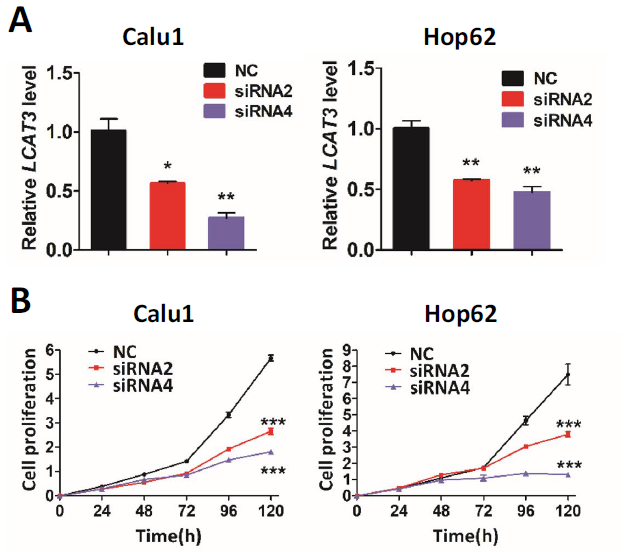 A
Calu1
Hop62
Relative LCAT3 level
1.5
1.0
0.5
0.0
NC
siRNA2
siRNA4
*
**
Relative LCAT3 level
1.5
1.0
0.5
0.0
NC
siRNA2
siRNA4
**
**
B
Calu1
Hop62
Cell proliferation
6
5
4
3
2
1
0
NC
siRNA2
siRNA4
***
***
0 24 48 72 96 120
Time(h)
Cell proliferation
9
8
7
6
5
4
3
2
1
0
NC
siRNA2
siRNA4
***
***
0 24 48 72 96 120
Time(h)